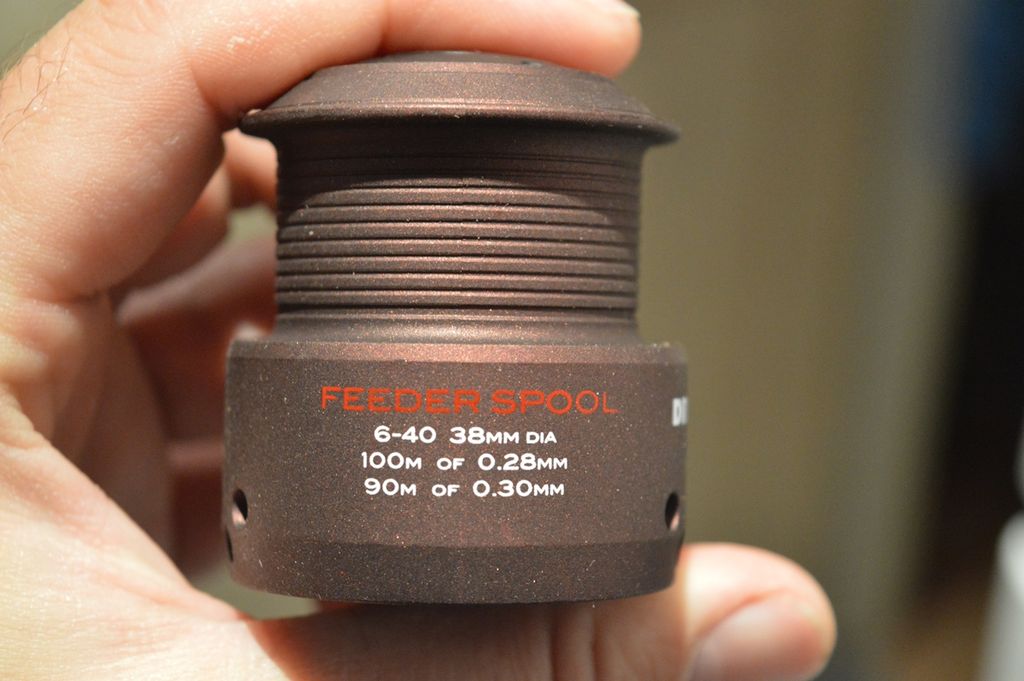 FEEDER SPOOL
6-40 38MM DIA
100M OF 0.28MM
90M OF 0.30MM